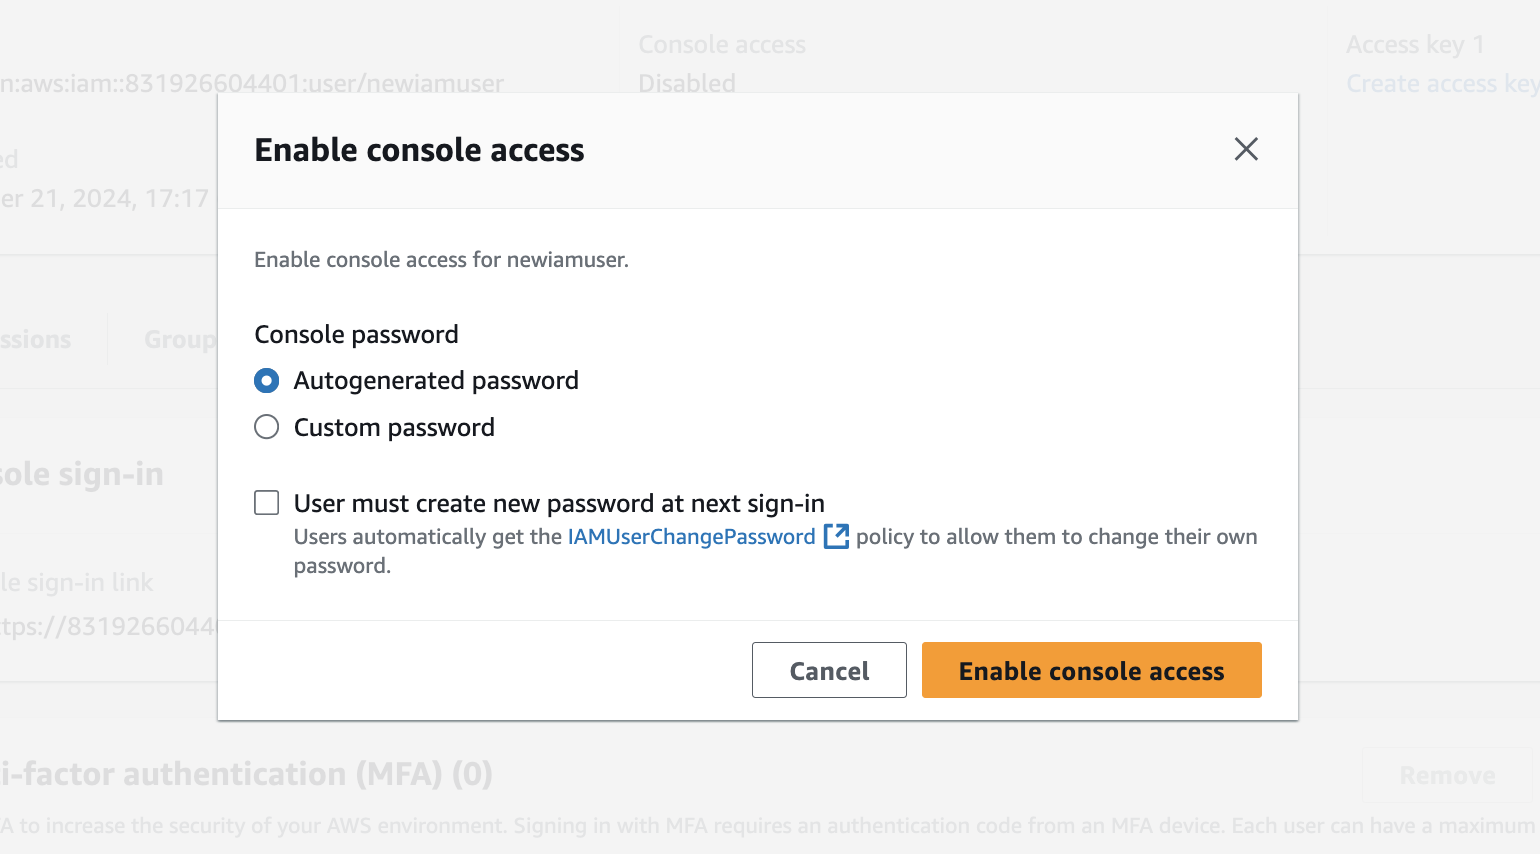 Console access
Access key 1
n:aws:iam::831926604401:user/newiamuser
Disabled
Create access key
Enable console access
ed
er 21, 2024, 17:17
Enable console access for newiamuser.
Console password
ssions
Group
Autogenerated password
Custom password
sole sign-in
User must create new password at next sign-in
Users automatically get the IAMUserChangePassword policy to allow them to change their own
password.
le sign-in link
tps://8319266044
Cancel
Enable console access
i-factor authentication (MFA) (0)
Remove
A to increase the security of your AWS environment. Signing in with MFA requires an authentication code from an MFA device. Each user can have a maximum